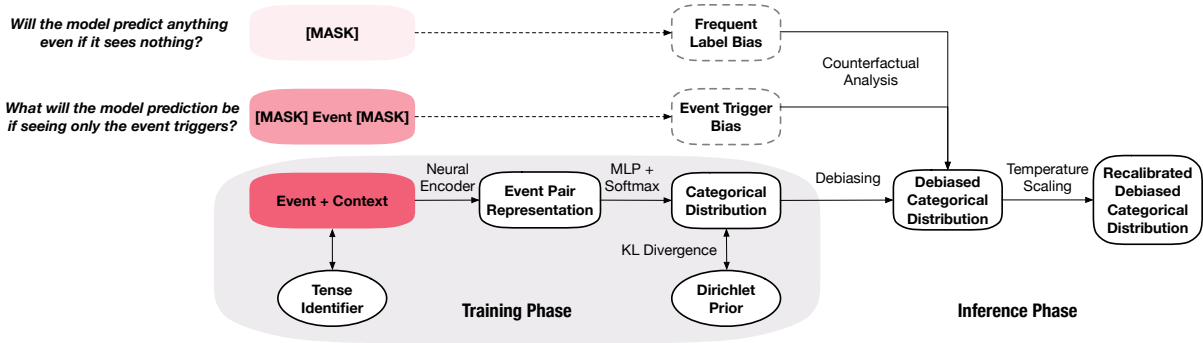 Will the model predict anything
even if it sees nothing?
[MASK]
Frequent
Label Bias
Counterfactual
Analysis
What will the model prediction be
if seeing only the event triggers?
[MASK] Event [MASK]
Event Trigger
Bias
Event + Context
Neural
Encoder
Event Pair
Representation
MLP +
Softmax
Categorical
Distribution
Debiasing
Debiased
Categorical
Distribution
Temperature
Scaling
Recalibrated
Debiased
Categorical
Distribution
KL Divergence
Tense
Identifier
Training Phase
Dirichlet
Prior
Inference Phase